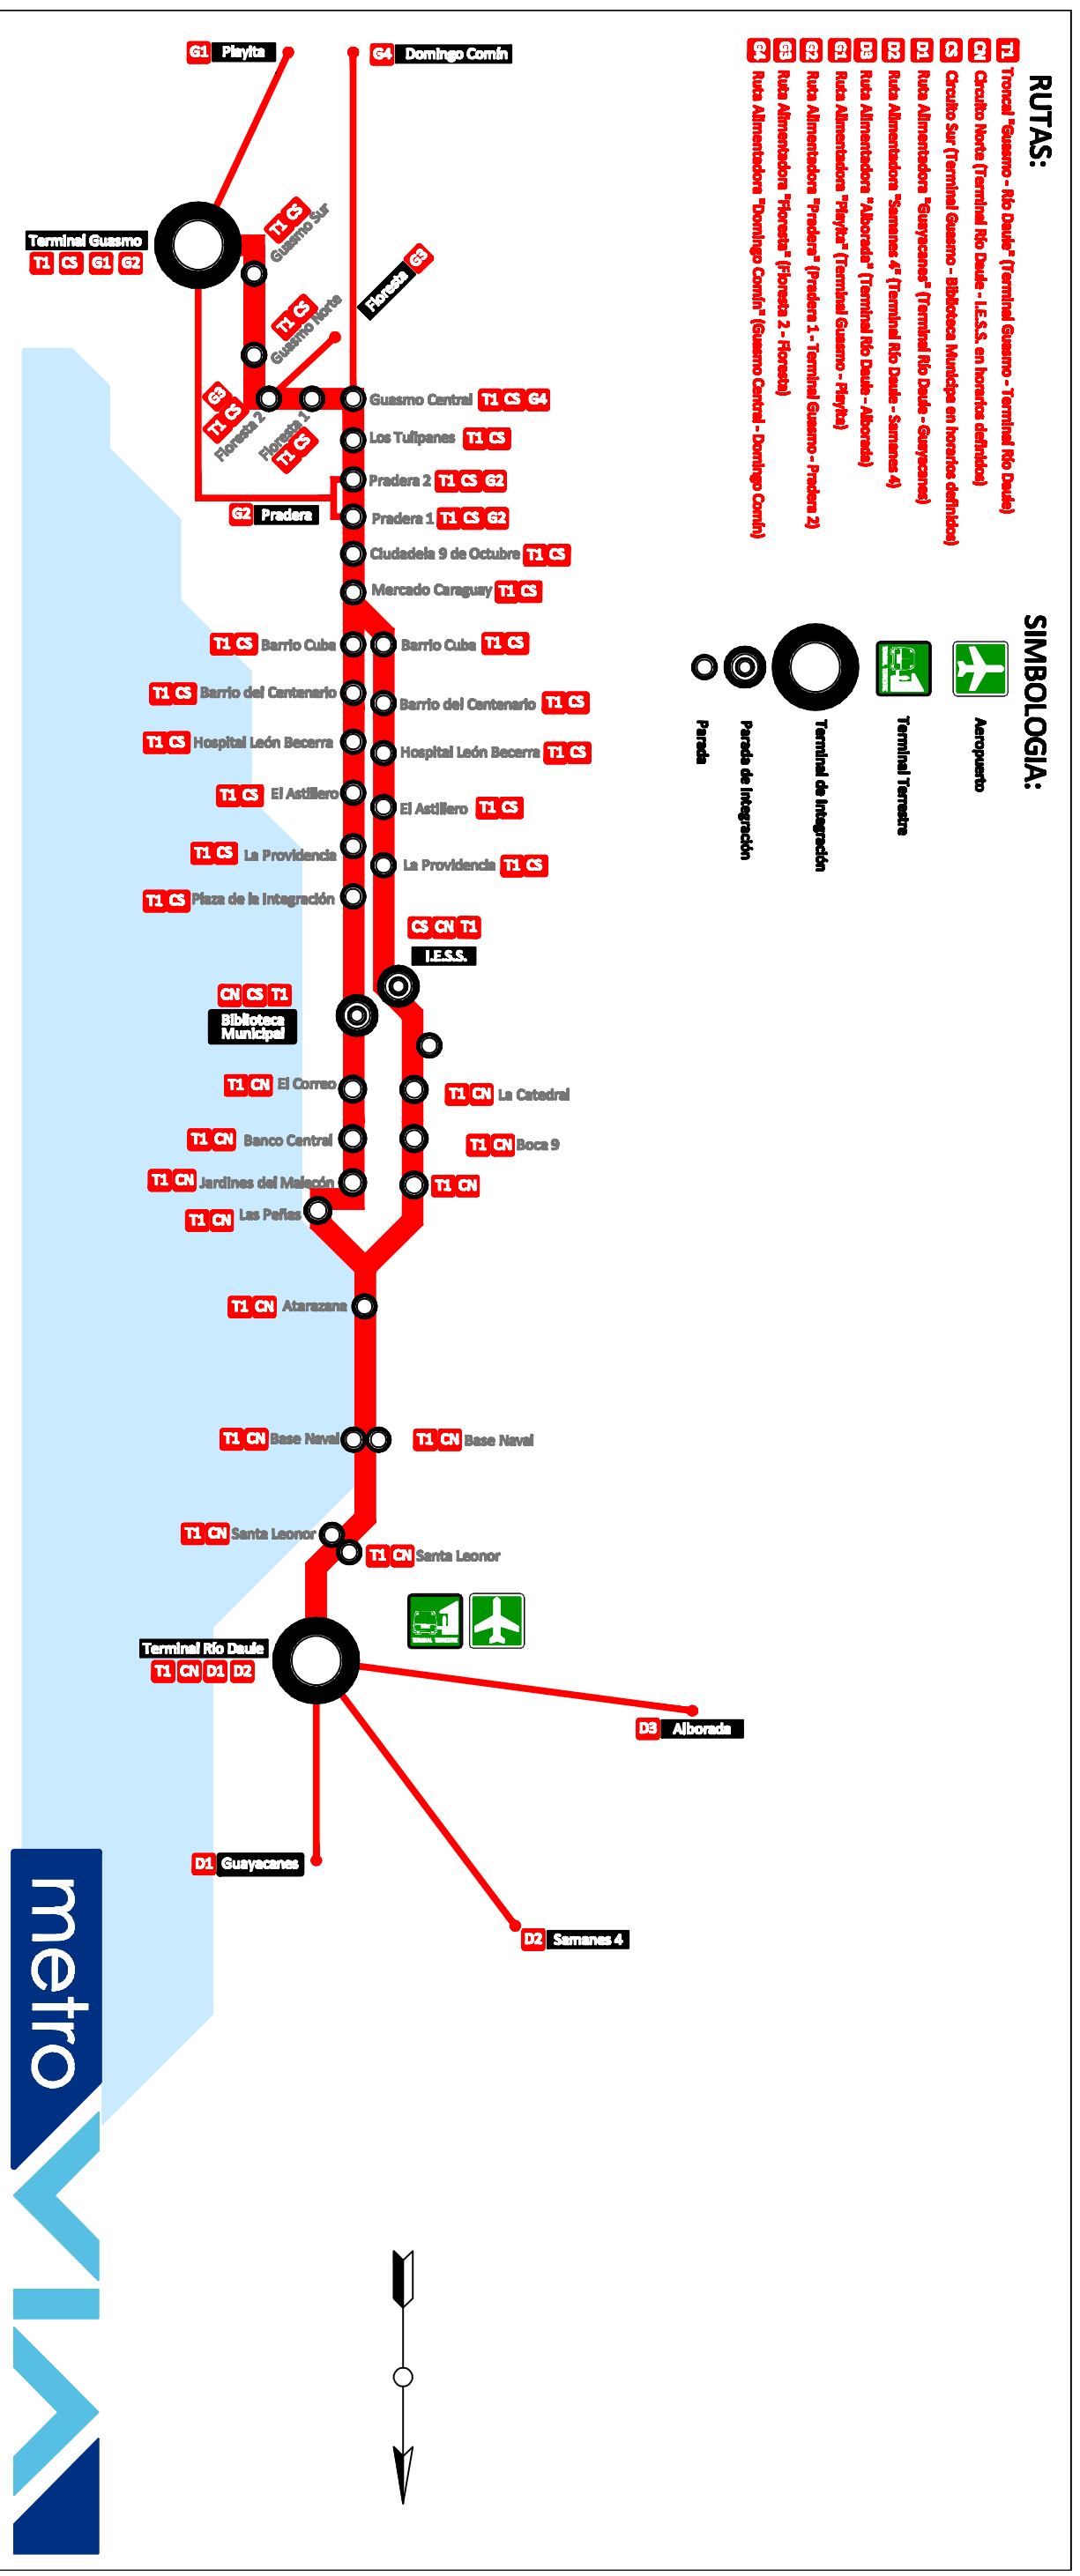 RUTAS:
T1 Troncal "Guasmo - Río Daule" (Terminal Guasmo - Terminal Río Daule)
CN Circuito Norte (Terminal Río Daule - I.E.S.S. en horarios definidos)
CS Circuito Sur (Terminal Guasmo - Biblioteca Municipa en horarios definidos)
D1 Ruta Alimentadora "Guayacanes" (Terminal Río Daule - Guayacanes)
D2 Ruta Alimentadora "Samanes 4" (Terminal Río Daule - Samanes 4)
D3 Ruta Alimentadora "Alborada" (Terminal Río Daule - Alborada)
G1 Ruta Alimentadora "Playita" (Terminal Guasmo - Playita)
G2 Ruta Alimentadora "Pradera" (Pradera 1 - Terminal Guasmo - Pradera 2)
G3 Ruta Alimentadora "Floresta" (Floresta 2 - Floresta)
G4 Ruta Alimentadora "Domingo Comín" (Guasmo Central - Domingo Comín)
SIMBOLOGIA:
Aeropuerto
Terminal Terrestre
Terminal de Integración
Parada de Integración
Parada
G1 Playita
G4 Domingo Comín
Terminal Guasmo
T1 CS G1 G2
T1 CS
Guasmo Sur
Floresta G3
T1 CS
Guasmo Norte
G3
T1 CS
Floresta 2
Floresta 1
T1 CS
Guasmo Central T1 CS G4
Los Tulipanes T1 CS
Pradera 2 T1 CS G2
G2 Pradera
Pradera 1 T1 CS G2
Ciudadela 9 de Octubre T1 CS
Mercado Caraguay T1 CS
T1 CS Barrio Cuba
Barrio Cuba T1 CS
T1 CS Barrio del Centenario
Barrio del Centenario T1 CS
T1 CS Hospital León Becerra
Hospital León Becerra T1 CS
T1 CS El Astillero
El Astillero T1 CS
T1 CS La Providencia
La Providencia T1 CS
T1 CS Plaza de la Integración
CS CN T1
I.E.S.S.
CN CS T1
Biblioteca
Municipal
T1 CN El Correo
T1 CN La Catedral
T1 CN Banco Central
T1 CN Boca 9
T1 CN Jardines del Malecón
T1 CN
T1 CN Las Peñas
T1 CN Atarazana
T1 CN Base Naval
T1 CN Base Naval
T1 CN Santa Leonor
T1 CN Santa Leonor
TERMINAL TERRESTRE
Terminal Río Daule
T1 CN D1 D2
D3 Alborada
D1 Guayacanes
D2 Samanes 4
metro
VIA